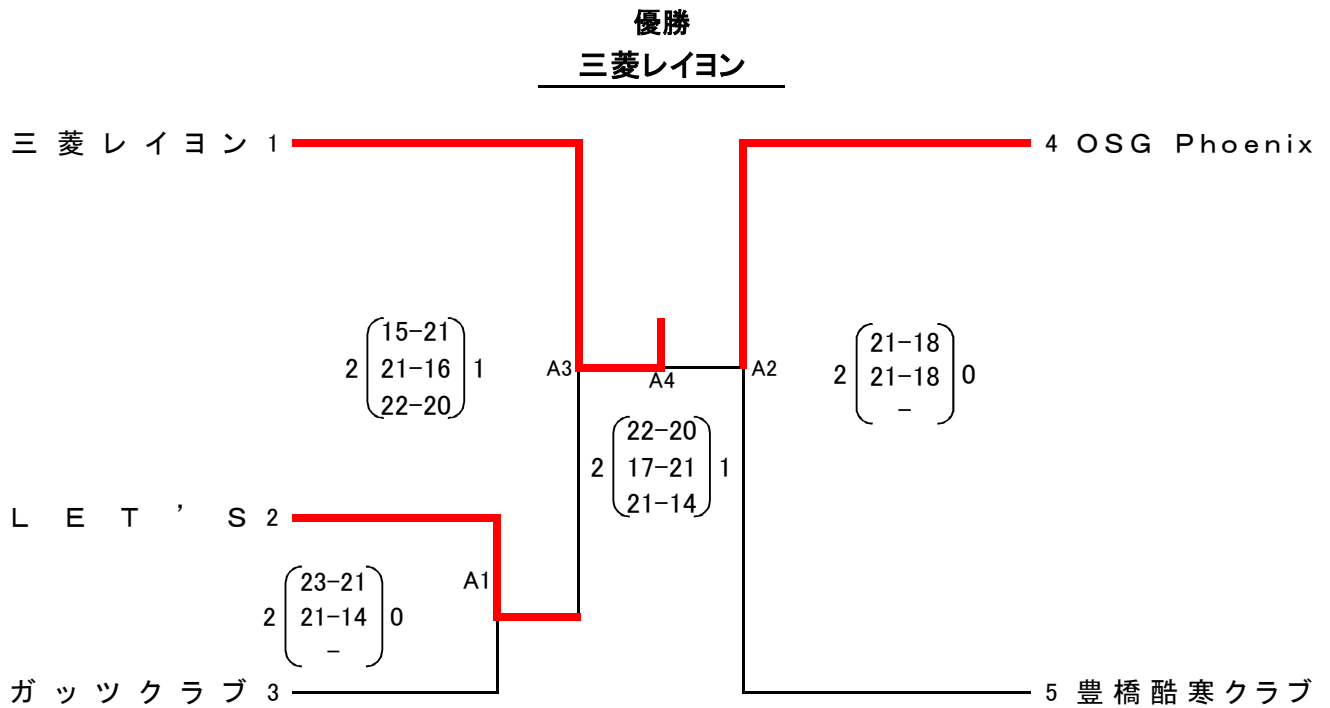 優勝
三菱レイヨン
三菱レイヨン 1
4 OSG Phoenix
15-21
2 21-16 1
22-20
A3
A4
A2
21-18
2 21-18 0
-
22-20
2 17-21 1
21-14
LET'S 2
A1
23-21
2 21-14 0
-
ガッツクラブ 3
5 豊橋酷寒クラブ